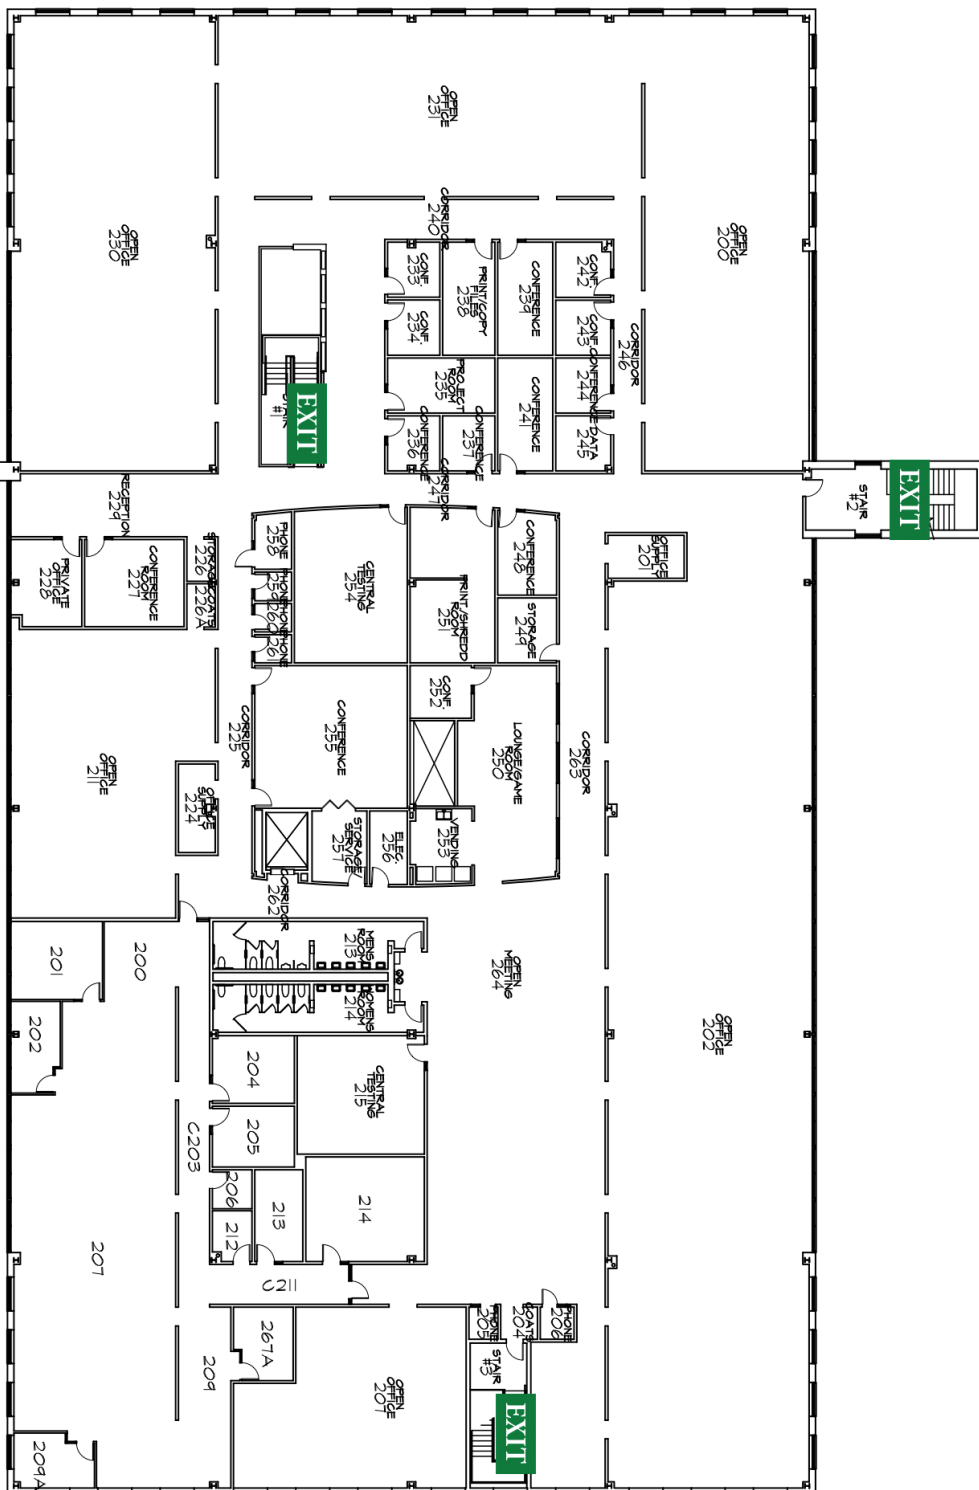 OPEN
OFFICE
231
OPEN
OFFICE
230
OPEN
OFFICE
200
CORRIDOR
240
CONF.
233
PRINT/COPY
FILES
238
CONFERENCE
239
CONF.
242
CONF.
234
CONF.
243
CORRIDOR
246
PROJECT
ROOM
235
CONFERENCE
241
CONFERENCE
244
DATA
245
CONFERENCE
236
CONFERENCE
237
STAIR
#1
EXIT
CORRIDOR
247
STAIR
#2
EXIT
RECEPTION
229
PRIVATE
OFFICE
228
CONFERENCE
ROOM
227
STORAGE
226
COATS
226A
PHONE
258
PHONE
259
PHONE
260
PHONE
261
CENTRAL
TESTING
254
CONFERENCE
248
PRINT/SHREDD
ROOM
251
STORAGE
249
OFFICE
SUPPLY
201
CORRIDOR
225
CONFERENCE
255
CONF.
252
LOUNGE/GAME
ROOM
250
CORRIDOR
263
OPEN
OFFICE
211
OFFICE
SUPPLY
224
STORAGE/
SERVICE
257
ELEC.
256
VENDING
253
CORRIDOR
262
201
200
MENS
ROOM
213
WOMENS
ROOM
214
OPEN
MEETING
264
202
OPEN
OFFICE
202
204
CENTRAL
TESTING
215
C203
205
206
213
214
212
207
C211
209
267A
OPEN
OFFICE
207
PHONE
205
COATS
204
PHONE
206
STAIR
#3
EXIT
209A